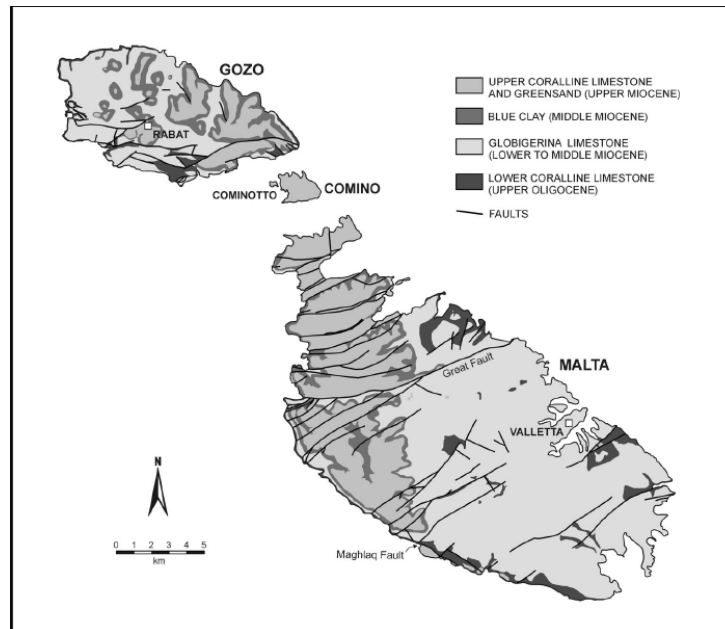 GOZO
RABAT
COMINOTTO
COMINO
UPPER CORALLINE LIMESTONE
AND GREENSAND (UPPER MIOCENE)
BLUE CLAY (MIDDLE MIOCENE)
GLOBIGERINA LIMESTONE
(LOWER TO MIDDLE MIOCENE)
LOWER CORALLINE LIMESTONE
(UPPER OLIGOCENE)
FAULTS
Great Fault
MALTA
VALLETTA
N
0 1 2 3 4 5
km
Maghlaq Fault